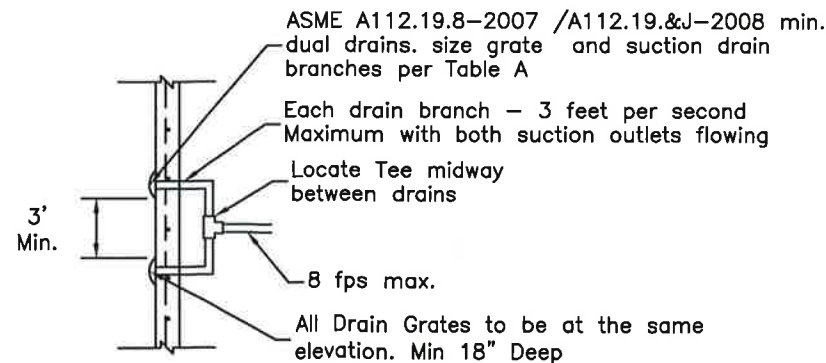 ASME A112.19.8-2007 /A112.19.&J-2008 min.
dual drains. size grate and suction drain
branches per Table A
Each drain branch – 3 feet per second
Maximum with both suction outlets flowing
Locate Tee midway
between drains
3'
Min.
8 fps max.
All Drain Grates to be at the same
elevation. Min 18" Deep